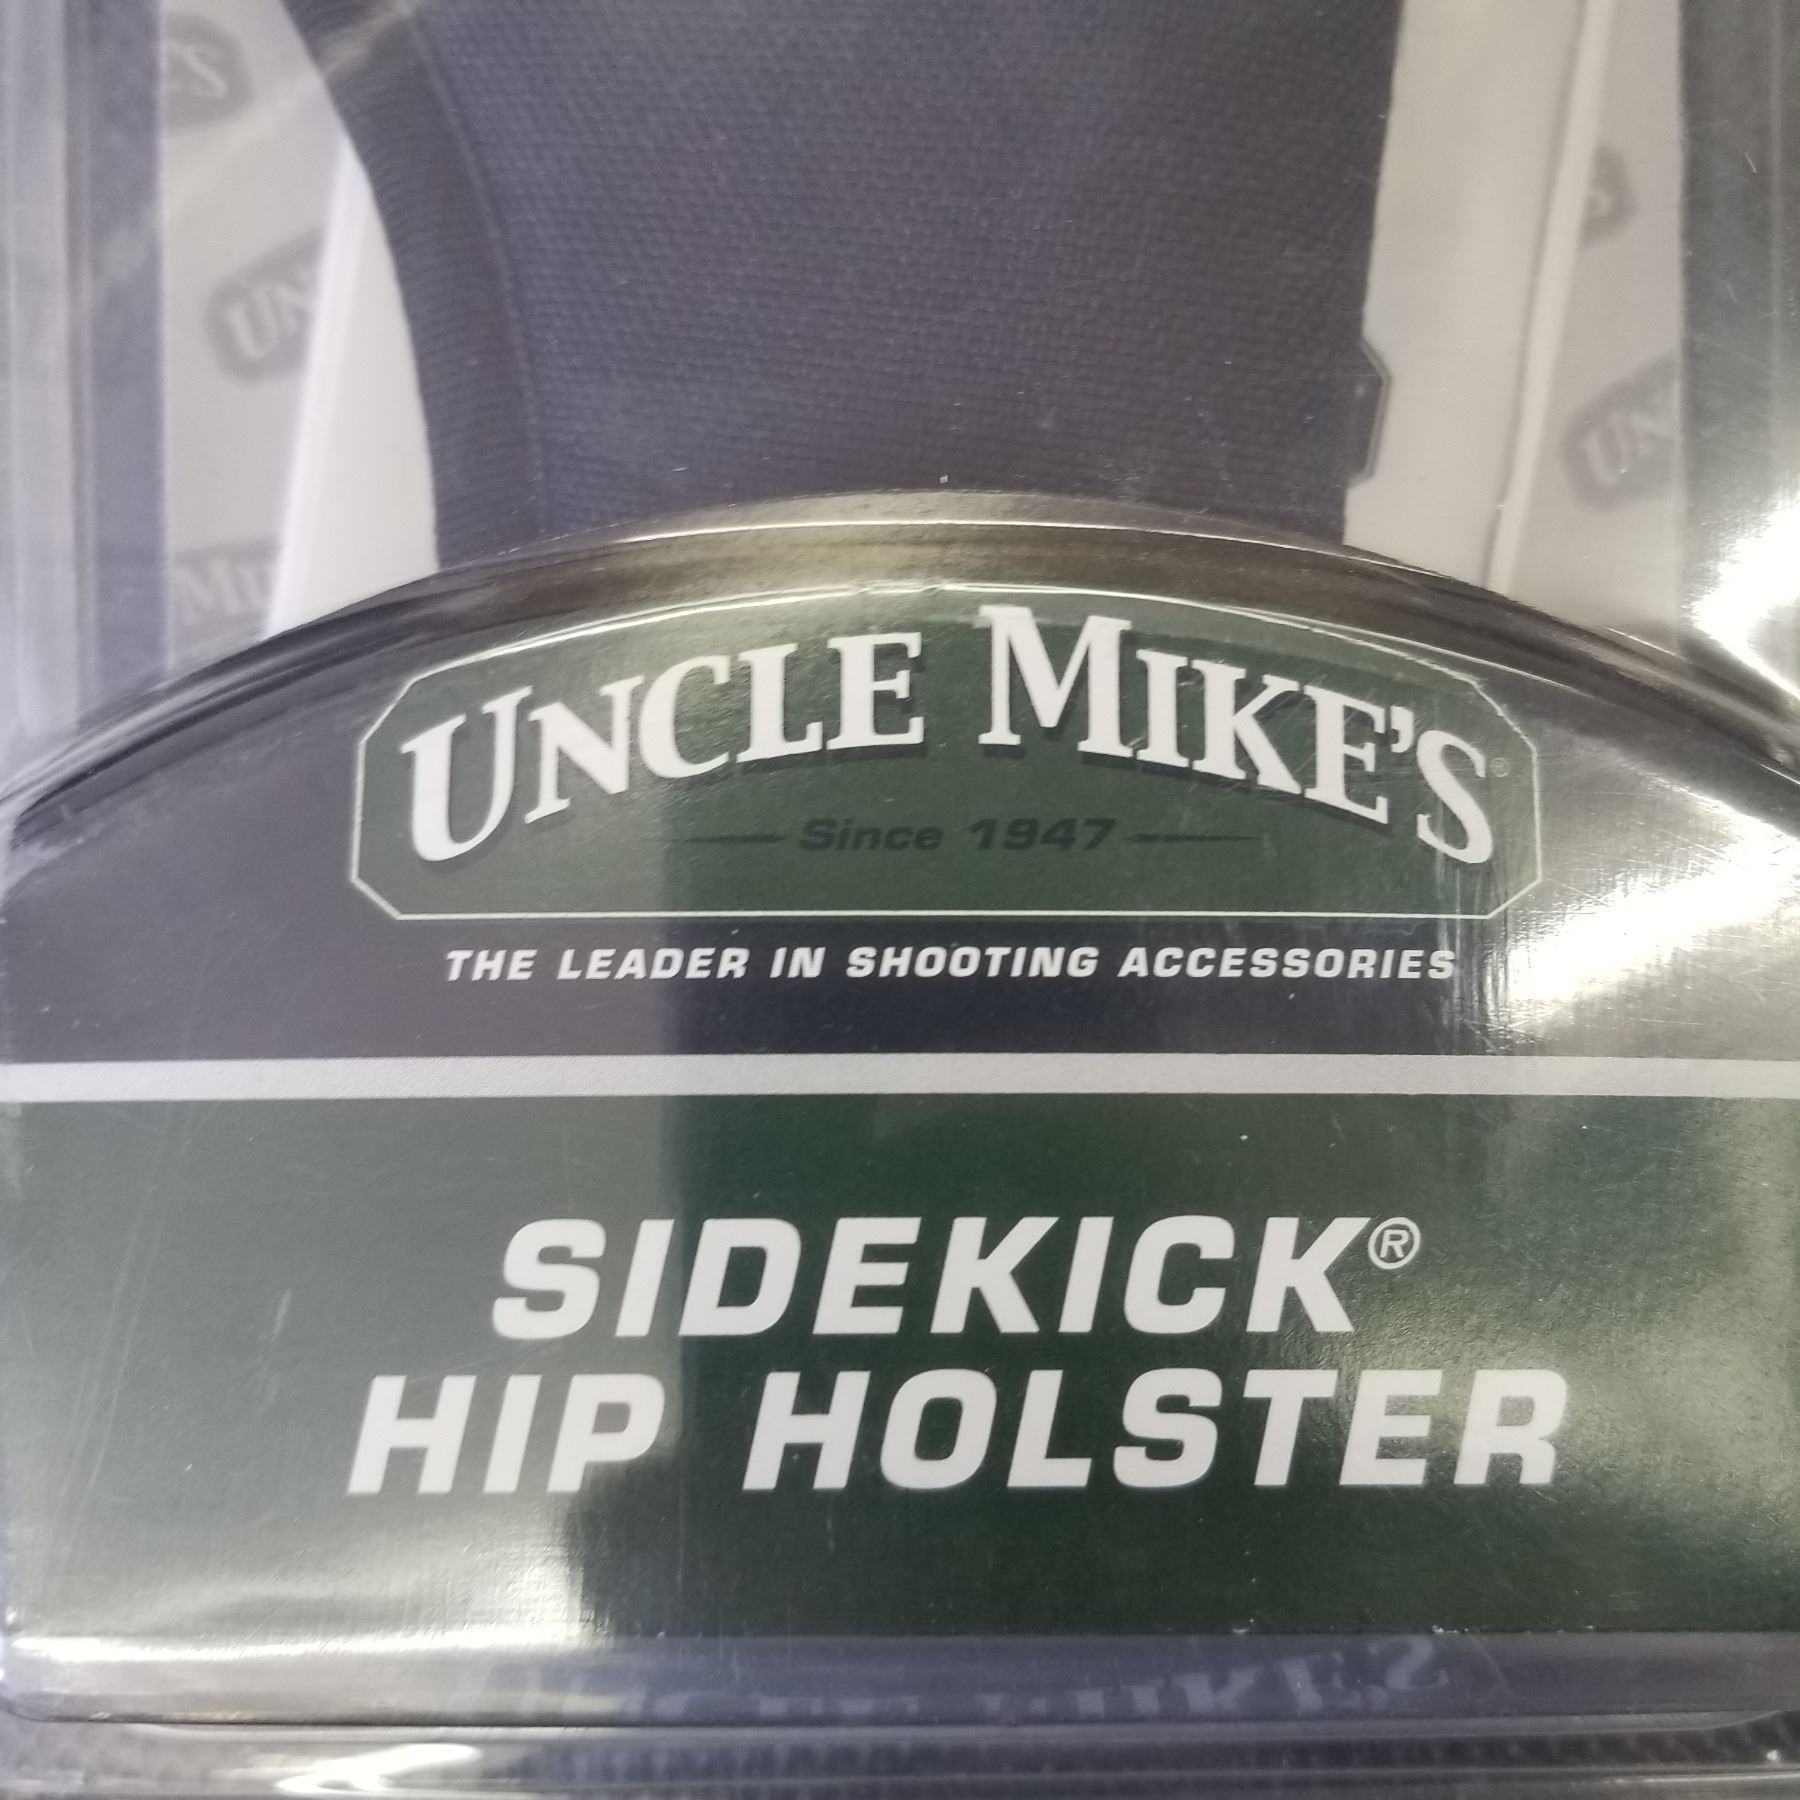 UNCLE MIKE'S®
Since 1947
THE LEADER IN SHOOTING ACCESSORIES
SIDEKICK®
HIP HOLSTER